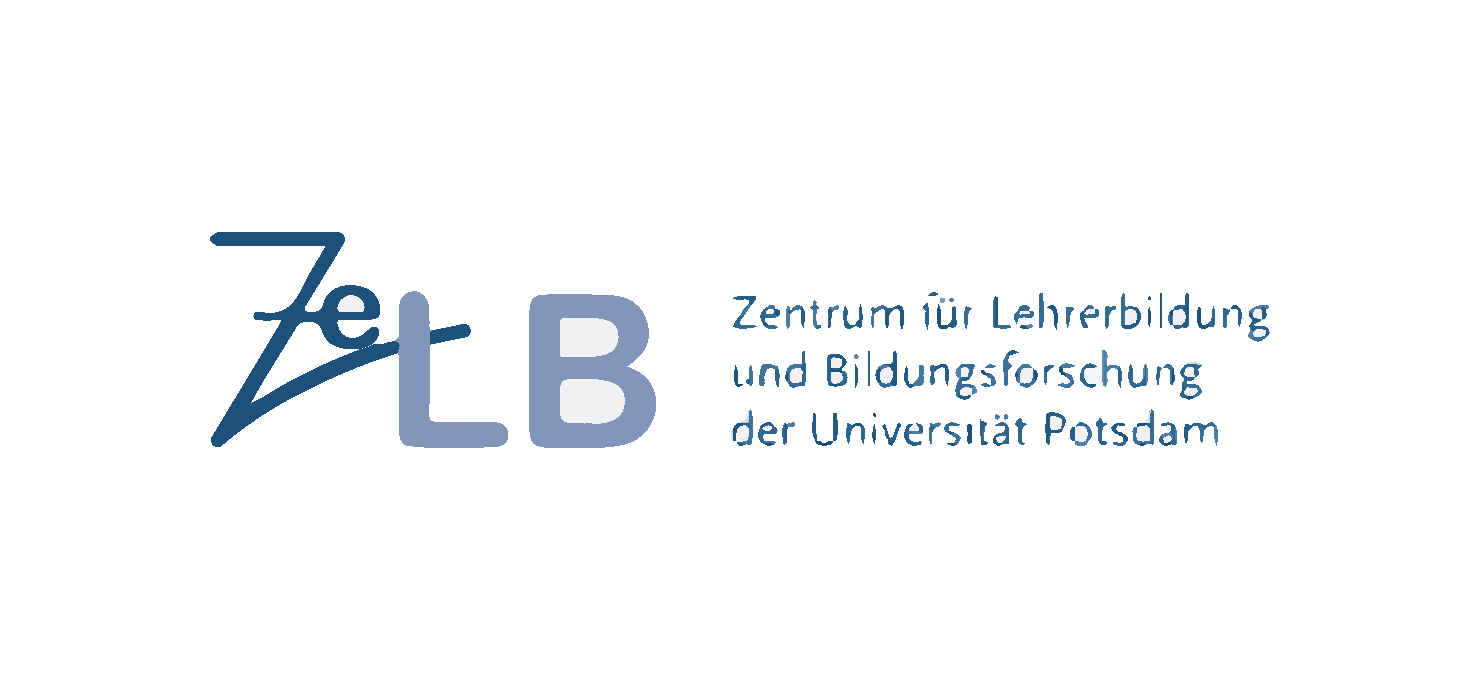 ZeLB
Zentrum für Lehrerbildung
und Bildungsforschung
der Universität Potsdam